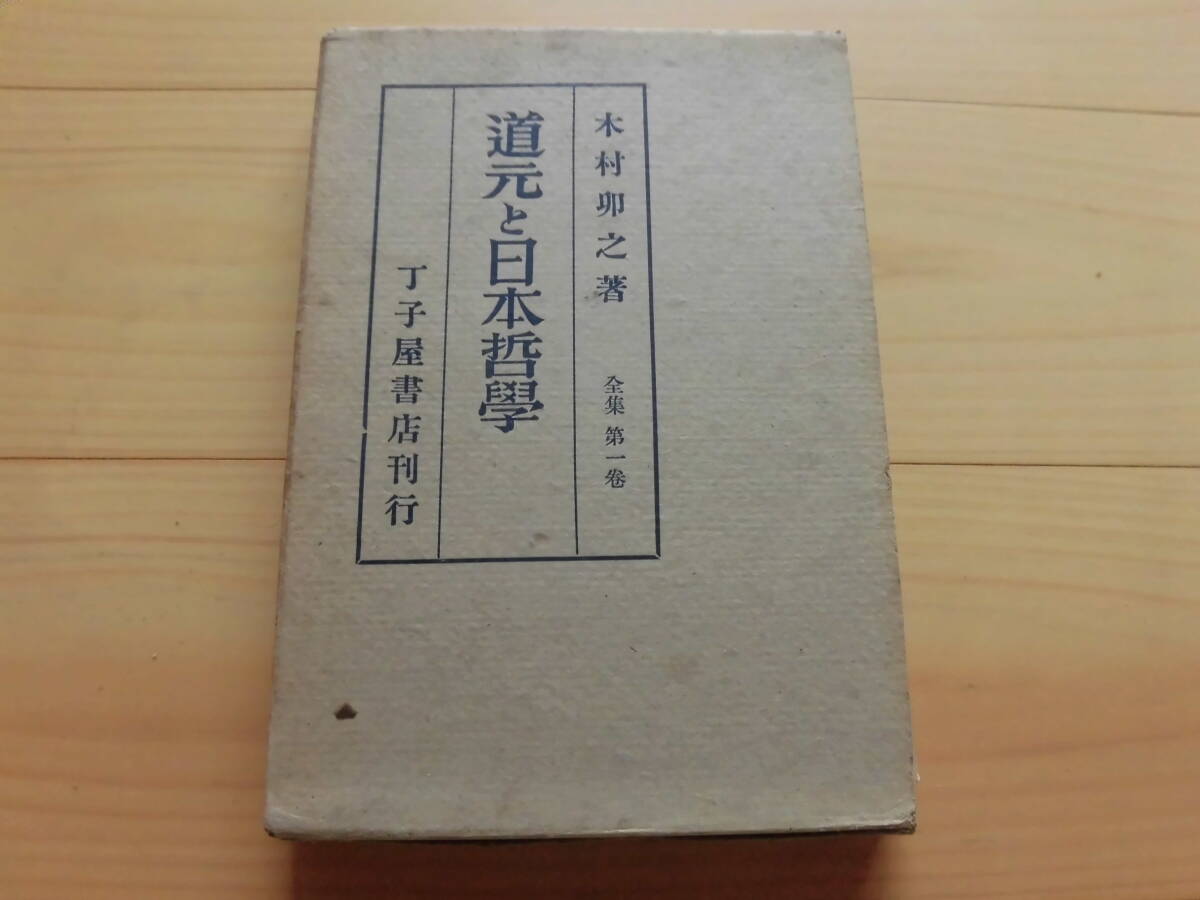 木村卯之著 全集 第一卷
道元と日本哲學
丁子屋書店刊行